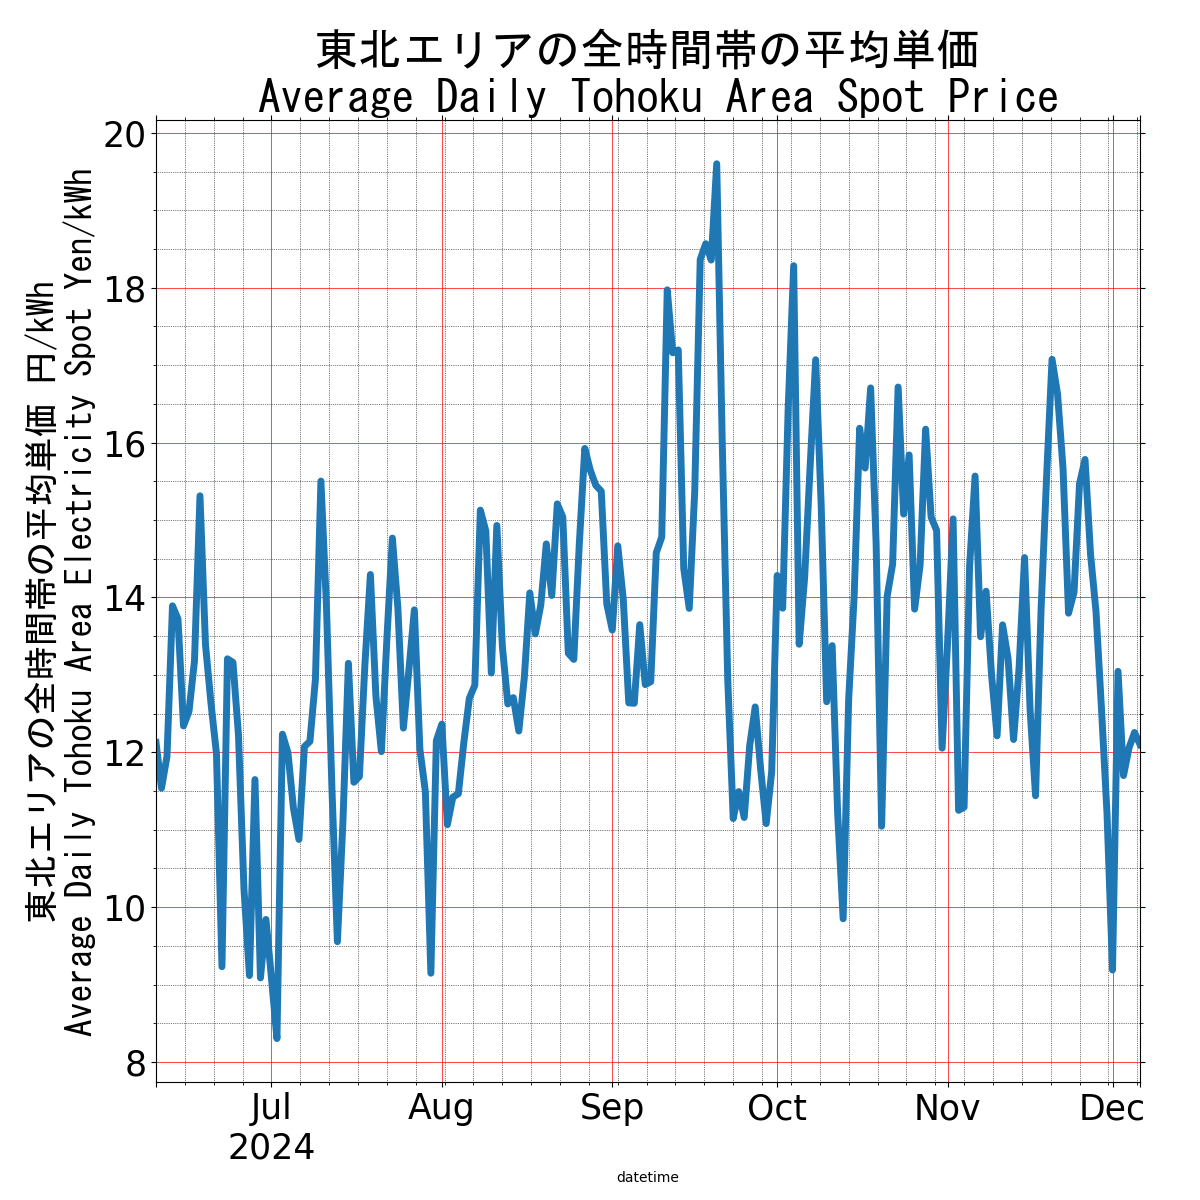 東北エリアの全時間帯の平均単価
Average Daily Tohoku Area Spot Price
東北エリアの全時間帯の平均単価 円/kWh
Average Daily Tohoku Area Electricity Spot Yen/kWh
20
18
16
14
12
10
8
Jul
2024
Aug
Sep
Oct
Nov
Dec
datetime